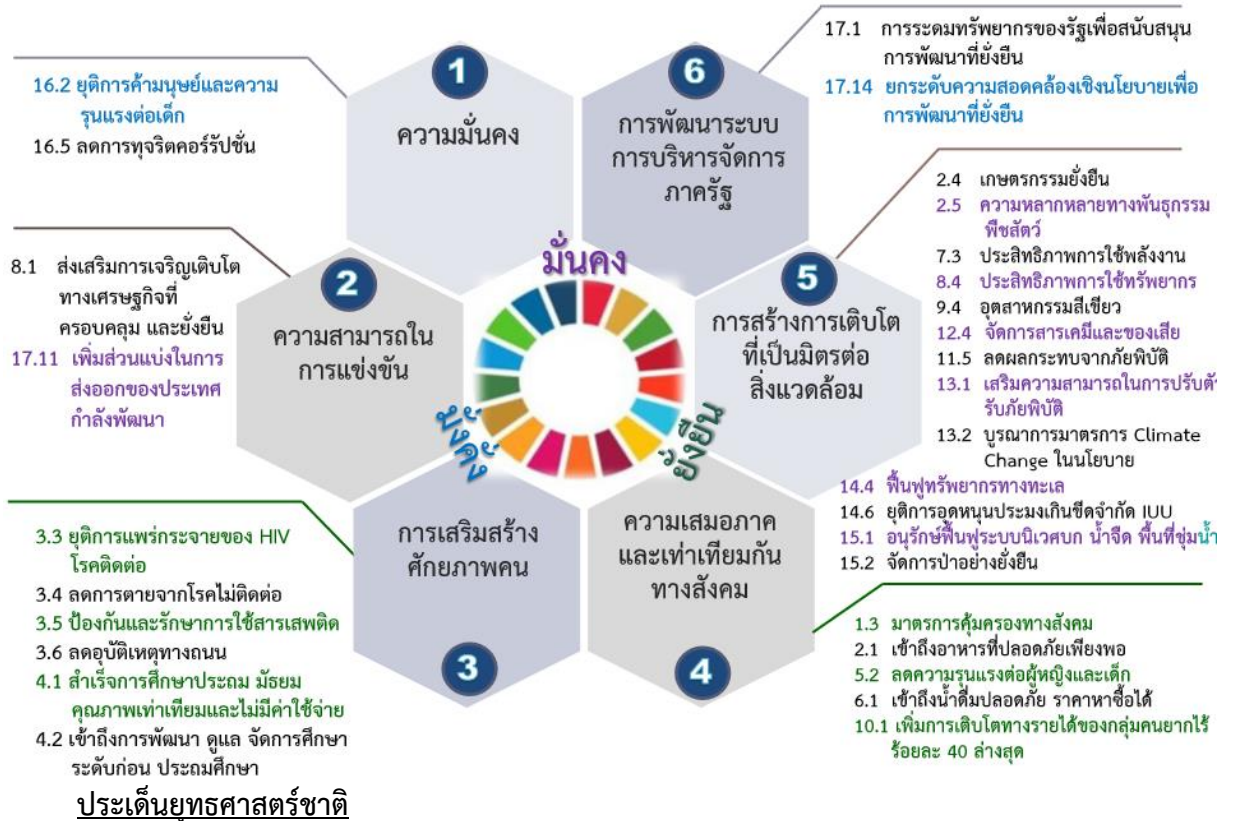 1
ความมั่นคง
16.2 ยุติการค้ามนุษย์และความ
รุนแรงต่อเด็ก
16.5 ลดการทุจริตคอร์รัปชั่น
2
ความสามารถใน
การแข่งขัน
8.1 ส่งเสริมการเจริญเติบโต
ทางเศรษฐกิจที่
ครอบคลุม และยั่งยืน
17.11 เพิ่มส่วนแบ่งในการ
ส่งออกของประเทศ
กำลังพัฒนา
การเสริมสร้าง
ศักยภาพคน
3
3.3 ยุติการแพร่กระจายของ HIV
โรคติดต่อ
3.4 ลดการตายจากโรคไม่ติดต่อ
3.5 ป้องกันและรักษาการใช้สารเสพติด
3.6 ลดอุบัติเหตุทางถนน
4.1 สำเร็จการศึกษาประถม มัธยม
คุณภาพเท่าเทียมและไม่มีค่าใช้จ่าย
4.2 เข้าถึงการพัฒนา ดูแล จัดการศึกษา
ระดับก่อน ประถมศึกษา
มั่นคง
มั่งคั่ง
ยั่งยืน
6
การพัฒนาระบบ
การบริหารจัดการ
ภาครัฐ
17.1 การระดมทรัพยากรของรัฐเพื่อสนับสนุน
การพัฒนาที่ยั่งยืน
17.14 ยกระดับความสอดคล้องเชิงนโยบายเพื่อ
การพัฒนาที่ยั่งยืน
5
การสร้างการเติบโต
ที่เป็นมิตรต่อ
สิ่งแวดล้อม
2.4 เกษตรกรรมยั่งยืน
2.5 ความหลากหลายทางพันธุกรรม
พืชสัตว์
7.3 ประสิทธิภาพการใช้พลังงาน
8.4 ประสิทธิภาพการใช้ทรัพยากร
9.4 อุตสาหกรรมสีเขียว
12.4 จัดการสารเคมีและของเสีย
11.5 ลดผลกระทบจากภัยพิบัติ
13.1 เสริมความสามารถในการปรับตัว
รับภัยพิบัติ
13.2 บูรณาการมาตรการ Climate
Change ในนโยบาย
14.4 ฟื้นฟูทรัพยากรทางทะเล
14.6 ยุติการอุดหนุนประมงเกินขีดจำกัด IUU
15.1 อนุรักษ์ฟื้นฟูระบบนิเวศบก น้ำจืด พื้นที่ชุ่มน้ำ
15.2 จัดการป่าอย่างยั่งยืน
ความเสมอภาค
และเท่าเทียมกัน
ทางสังคม
4
1.3 มาตรการคุ้มครองทางสังคม
2.1 เข้าถึงอาหารที่ปลอดภัยเพียงพอ
5.2 ลดความรุนแรงต่อผู้หญิงและเด็ก
6.1 เข้าถึงน้ำดื่มปลอดภัย ราคาหาซื้อได้
10.1 เพิ่มการเติบโตทางรายได้ของกลุ่มคนยากไร้
ร้อยละ 40 ล่างสุด
ประเด็นยุทธศาสตร์ชาติ